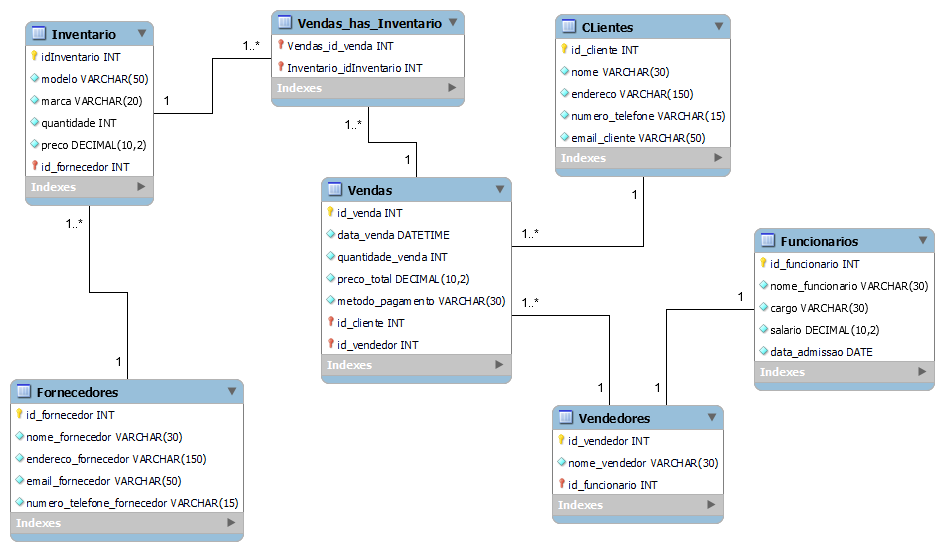 Inventario
idInventario INT
modelo VARCHAR(50)
marca VARCHAR(20)
quantidade INT
preco DECIMAL(10,2)
id_fornecedor INT
Indexes
1
1..*
Vendas_has_Inventario
Vendas_id_venda INT
Inventario_idInventario INT
Indexes
1..*
1
CLientes
id_cliente INT
nome VARCHAR(30)
endereco VARCHAR(150)
numero_telefone VARCHAR(15)
email_cliente VARCHAR(50)
Indexes
1
1..*
Vendas
id_venda INT
data_venda DATETIME
quantidade_venda INT
preco_total DECIMAL(10,2)
metodo_pagamento VARCHAR(30)
id_cliente INT
id_vendedor INT
Indexes
1..*
1
Funcionarios
id_funcionario INT
nome_funcionario VARCHAR(30)
cargo VARCHAR(30)
salario DECIMAL(10,2)
data_admissao DATE
Indexes
1
1
1..*
1
Fornecedores
id_fornecedor INT
nome_fornecedor VARCHAR(30)
endereco_fornecedor VARCHAR(150)
email_fornecedor VARCHAR(50)
numero_telefone_fornecedor VARCHAR(15)
Indexes
Vendedores
id_vendedor INT
nome_vendedor VARCHAR(30)
id_funcionario INT
Indexes